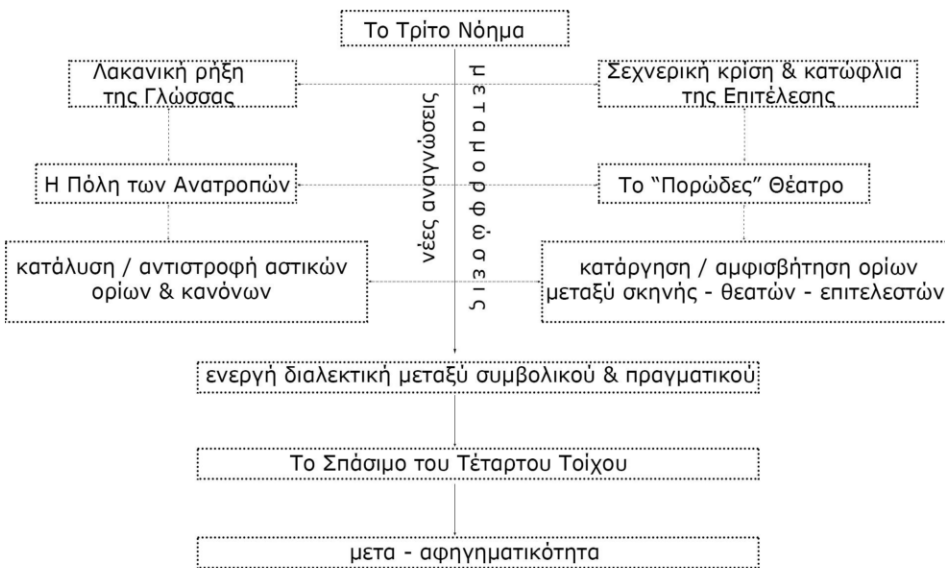 Το Τρίτο Νόημα
Λακανική ρήξη
της Γλώσσας
Σεχνερική κρίση & κατώφλια
της Επιτέλεσης
νέες αναγνώσεις
μεταμορφώσεις
Η Πόλη των Ανατροπών
Το “Πορώδες” Θέατρο
κατάλυση / αντιστροφή αστικών
ορίων & κανόνων
κατάργηση / αμφισβήτηση ορίων
μεταξύ σκηνής - θεατών - επιτελεστών
ενεργή διαλεκτική μεταξύ συμβολικού & πραγματικού
Το Σπάσιμο του Τέταρτου Τοίχου
μετα - αφηγηματικότητα